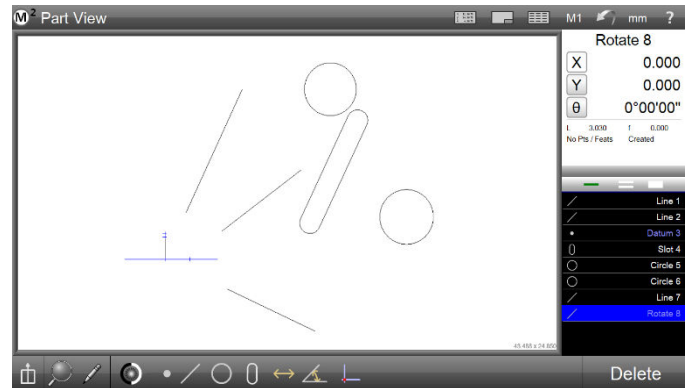 M² Part View
M1 mm ?
Rotate 8
X 0.000
Y 0.000
θ 0°00'00"
L 3.030 f 0.000
No Pts / Feats Created
Line 1
Line 2
Datum 3
Slot 4
Circle 5
Circle 6
Line 7
Rotate 8
Delete